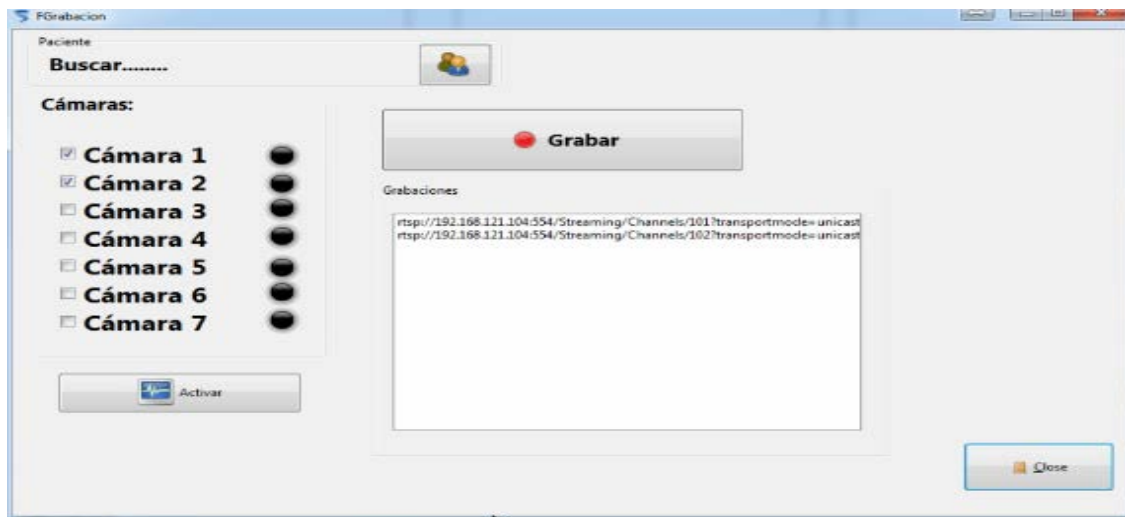 FGrabacion
Paciente
Buscar........
Cámaras:
Cámara 1
Cámara 2
Cámara 3
Cámara 4
Cámara 5
Cámara 6
Cámara 7
Activar
Grabar
Grabaciones
rtsp://192.168.121.104:554/Streaming/Channels/101?transportmode=unicast
rtsp://192.168.121.104:554/Streaming/Channels/102?transportmode=unicast
Close